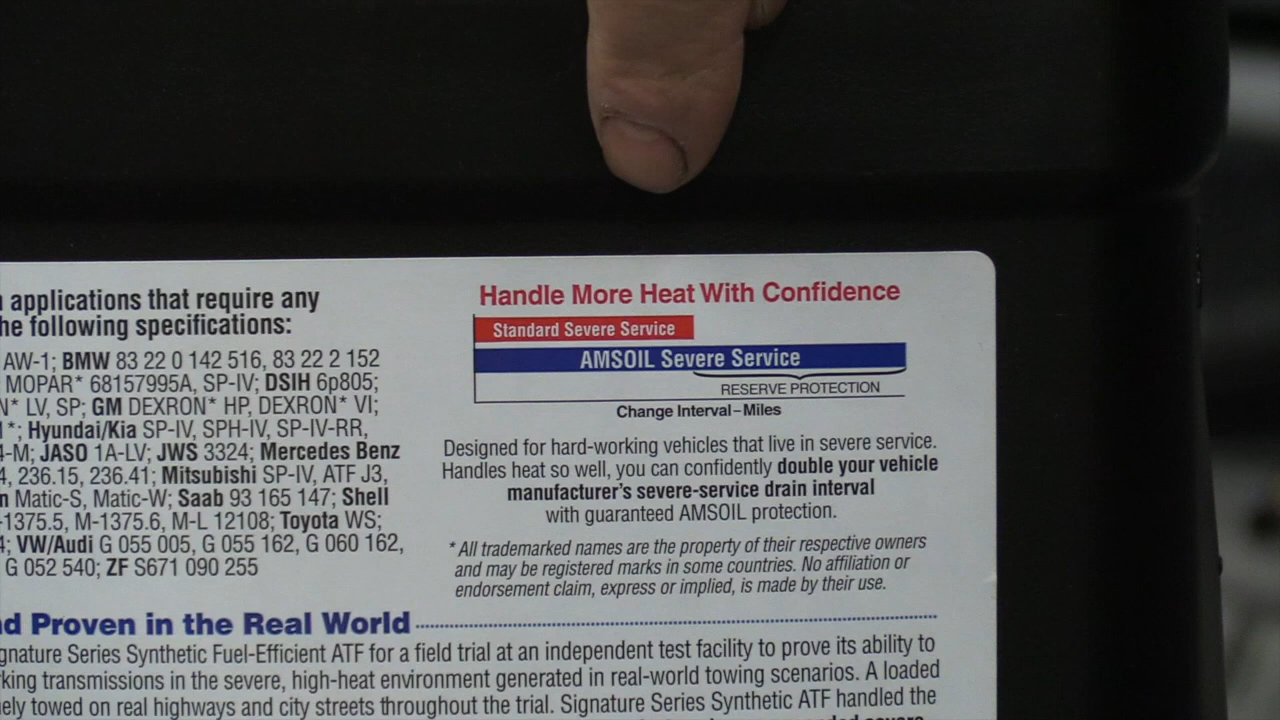 applications that require any
following specifications:
AW-1; BMW 83 22 0 142 516, 83 22 2 152
MOPAR* 68157995A, SP-IV; DSIH 6p805;
LV, SP; GM DEXRON* HP, DEXRON* VI;
*; Hyundai/Kia SP-IV, SPH-IV, SP-IV-RR,
-M; JASO 1A-LV; JWS 3324; Mercedes Benz
, 236.15, 236.41; Mitsubishi SP-IV, ATF J3,
Matic-S, Matic-W; Saab 93 165 147; Shell
-1375.5, M-1375.6, M-L 12108; Toyota WS;
; VW/Audi G 055 005, G 055 162, G 060 162,
G 052 540; ZF S671 090 255
Handle More Heat With Confidence
Standard Severe Service
AMSOIL Severe Service
RESERVE PROTECTION
Change Interval–Miles
Designed for hard-working vehicles that live in severe service.
Handles heat so well, you can confidently double your vehicle
manufacturer's severe-service drain interval
with guaranteed AMSOIL protection.
* All trademarked names are the property of their respective owners
and may be registered marks in some countries. No affiliation or
endorsement claim, express or implied, is made by their use.
Proven in the Real World
Series Synthetic Fuel-Efficient ATF for a field trial at an independent test facility to prove its ability to
transmissions in the severe, high-heat environment generated in real-world towing scenarios. A loaded
towed on real highways and city streets throughout the trial. Signature Series Synthetic ATF handled the